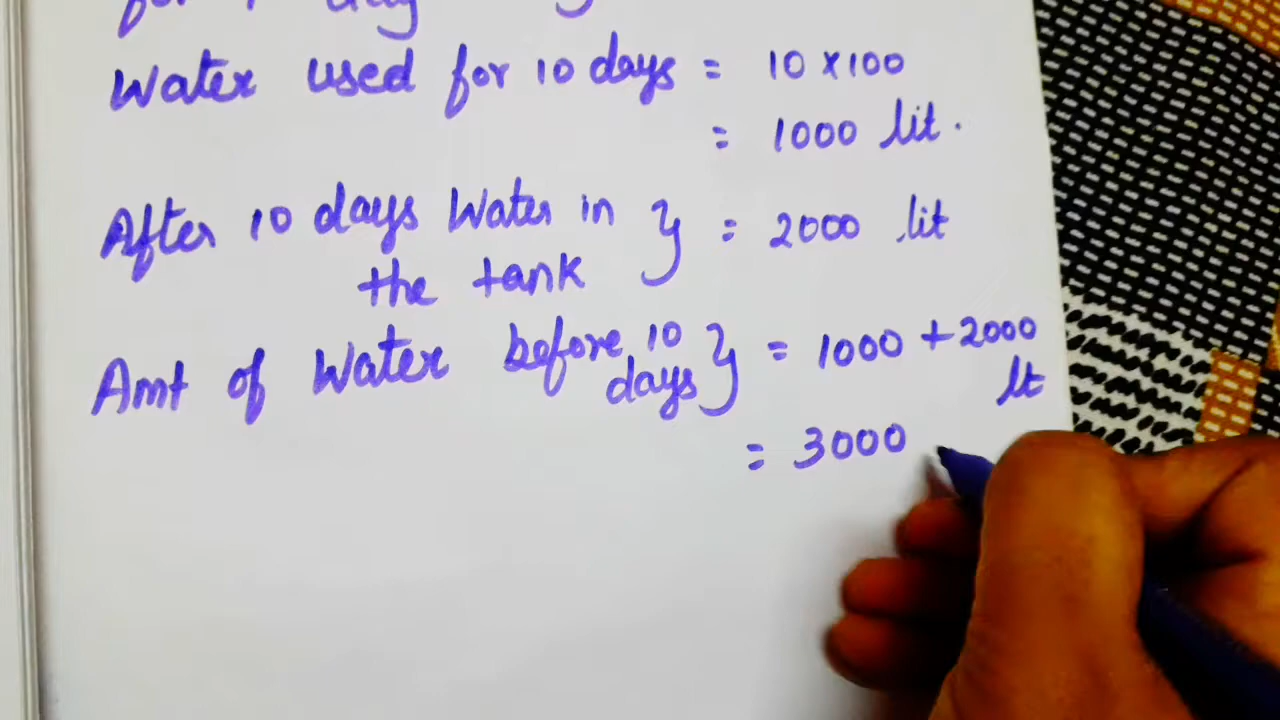 Water used for 10 days = 10 x 100
= 1000 lit.
After 10 days Water in } = 2000 lit
the tank
Amt of Water before 10 } = 1000 + 2000
days lt
= 3000